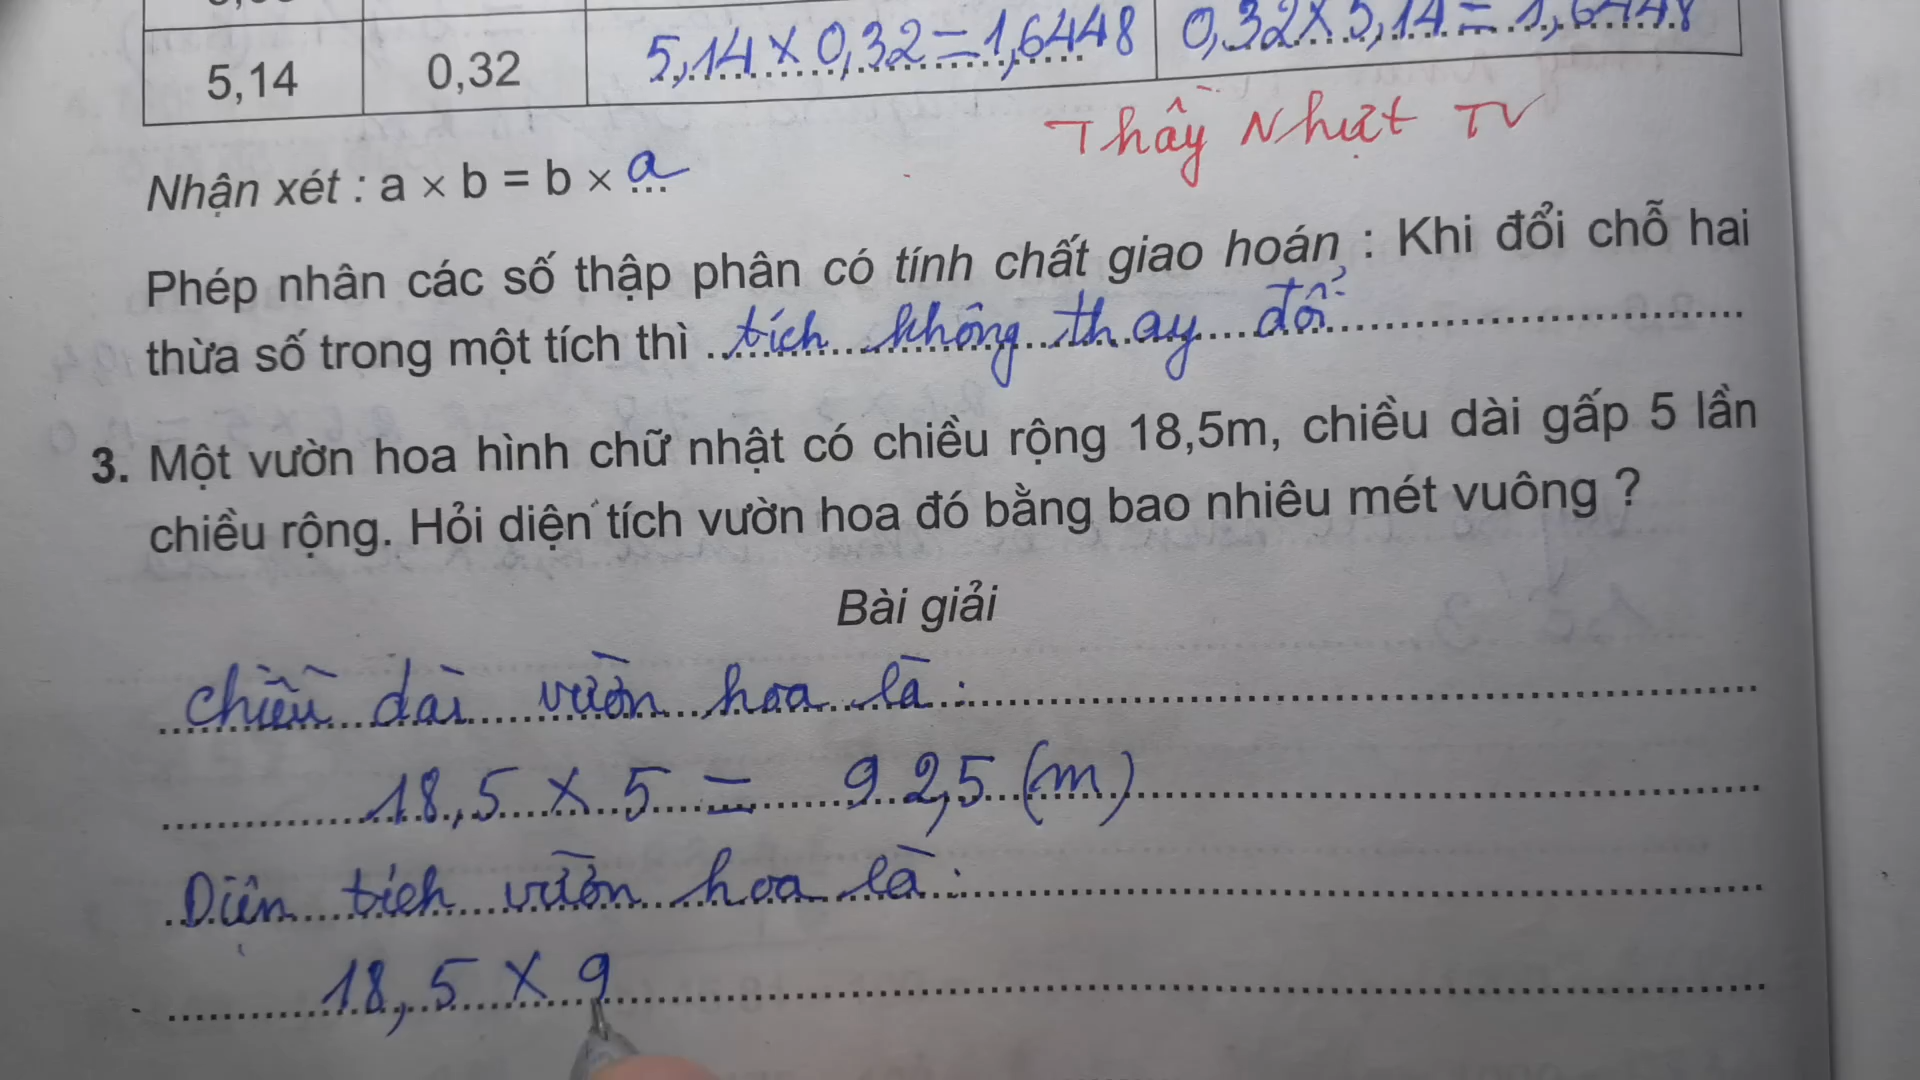 5,14 0,32 5,14 × 0,32 = 1,6448 0,32 × 5,14 = 1,6448
Thầy Nhựt TV
Nhận xét : a × b = b × a
Phép nhân các số thập phân có tính chất giao hoán : Khi đổi chỗ hai
thừa số trong một tích thì tích không thay đổi
3. Một vườn hoa hình chữ nhật có chiều rộng 18,5m, chiều dài gấp 5 lần
chiều rộng. Hỏi diện tích vườn hoa đó bằng bao nhiêu mét vuông ?
Bài giải
Chiều dài vườn hoa là :
18,5 × 5 = 92,5 (m)
Diện tích vườn hoa là :
18,5 × 9